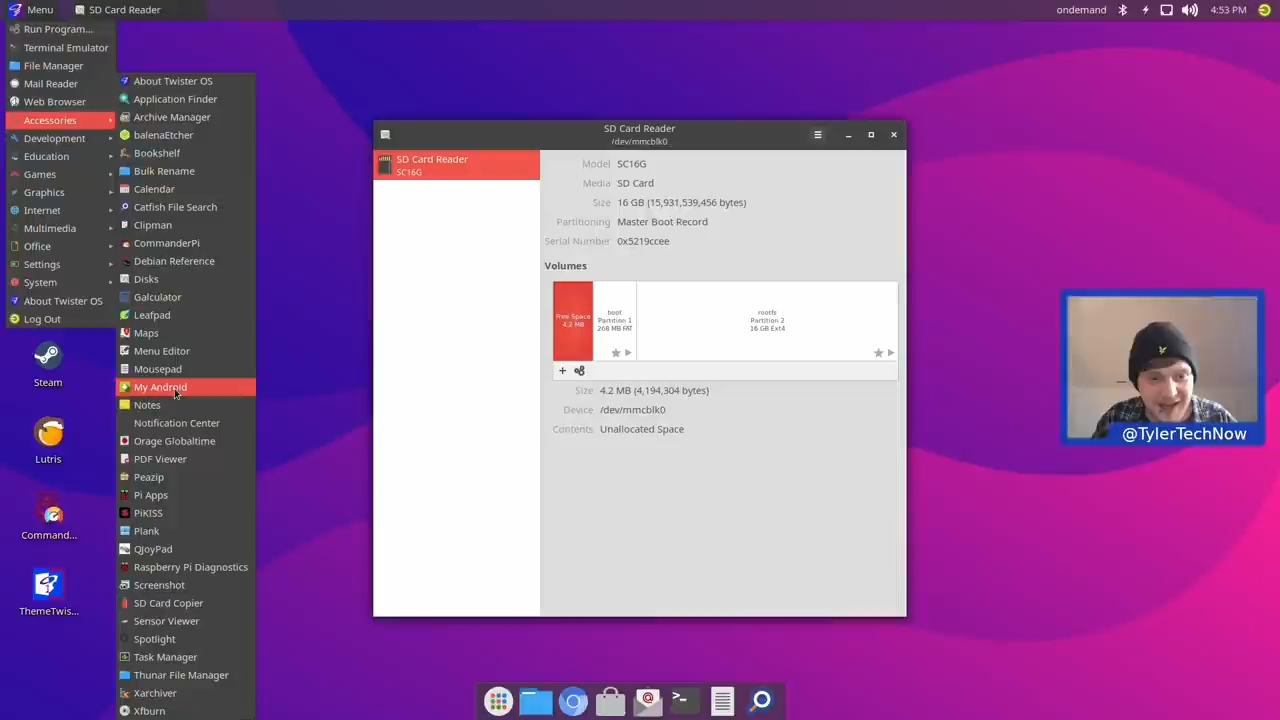 Menu
SD Card Reader
ondemand
4:53 PM
Run Program...
Terminal Emulator
File Manager
Mail Reader
Web Browser
Accessories
Development
Education
Games
Graphics
Internet
Multimedia
Office
Settings
System
About Twister OS
Log Out
About Twister OS
Application Finder
Archive Manager
balenaEtcher
Bookshelf
Bulk Rename
Calendar
Catfish File Search
Clipman
CommanderPi
Debian Reference
Disks
Galculator
Leafpad
Maps
Menu Editor
Mousepad
My Android
Notes
Notification Center
Orage Globaltime
PDF Viewer
Peazip
Pi Apps
PiKISS
Plank
QJoyPad
Raspberry Pi Diagnostics
Screenshot
SD Card Copier
Sensor Viewer
Spotlight
Task Manager
Thunar File Manager
Xarchiver
Xfburn
Steam
Lutris
Command...
ThemeTwis...
SD Card Reader
/dev/mmcblk0
SD Card Reader
SC16G
Model SC16G
Media SD Card
Size 16 GB (15,931,539,456 bytes)
Partitioning Master Boot Record
Serial Number 0x5219ccee
Volumes
Free Space
4.2 MB
boot
Partition 1
268 MB FAT
rootfs
Partition 2
16 GB Ext4
Size 4.2 MB (4,194,304 bytes)
Device /dev/mmcblk0
Contents Unallocated Space
@TylerTechNow